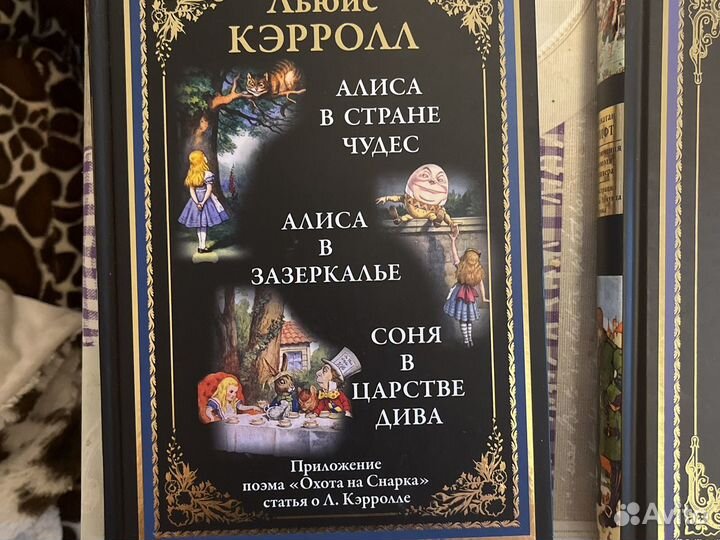 Льюис
КЭРРОЛЛ
АЛИСА
В СТРАНЕ
ЧУДЕС
АЛИСА
В
ЗАЗЕРКАЛЬЕ
СОНЯ
В
ЦАРСТВЕ
ДИВА
Приложение
поэма «Охота на Снарка»
статья о Л. Кэрролле
Avito